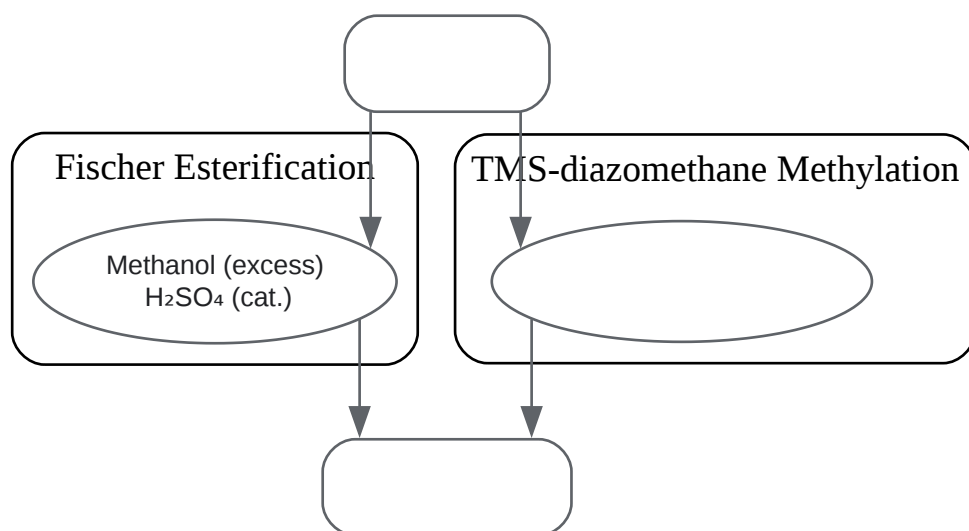 Fischer Esterification
TMS-diazomethane Methylation
Methanol (excess)
H₂SO₄ (cat.)